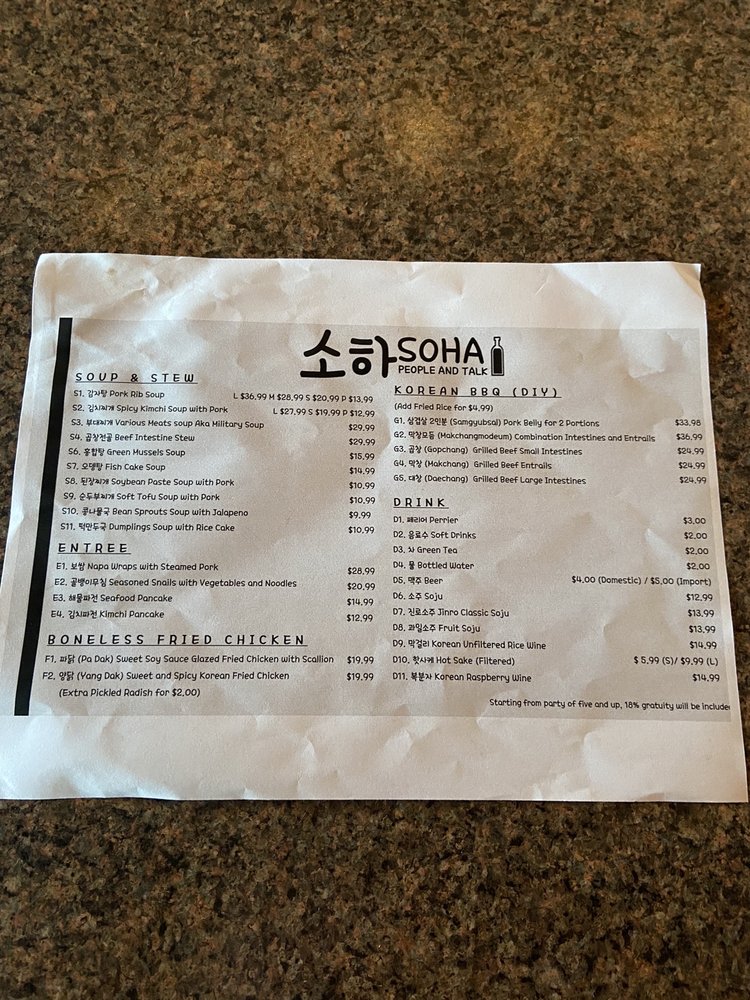 소하 SOHA
PEOPLE AND TALK
SOUP & STEW
S1. 감자탕 Pork Rib Soup L $36.99 M $28.99 S $20.99 P $13.99
S2. 김치찌개 Spicy Kimchi Soup with Pork L $27.99 S $19.99 P $12.99
S3. 부대찌개 Various Meats soup Aka Military Soup $29.99
S4. 곱창전골 Beef Intestine Stew $29.99
S6. 홍합탕 Green Mussels Soup $15.99
S7. 오뎅탕 Fish Cake Soup $14.99
S8. 된장찌개 Soybean Paste Soup with Pork $10.99
S9. 순두부찌개 Soft Tofu Soup with Pork $10.99
S10. 콩나물국 Bean Sprouts Soup with Jalapeno $9.99
S11. 떡만두국 Dumplings Soup with Rice Cake $10.99
ENTREE
E1. 보쌈 Napa Wraps with Steamed Pork $28.99
E2. 골뱅이무침 Seasoned Snails with Vegetables and Noodles $20.99
E3. 해물파전 Seafood Pancake $14.99
E4. 김치파전 Kimchi Pancake $12.99
BONELESS FRIED CHICKEN
F1. 파닭 (Pa Dak) Sweet Soy Sauce Glazed Fried Chicken with Scallion $19.99
F2. 양닭 (Yang Dak) Sweet and Spicy Korean Fried Chicken $19.99
(Extra Pickled Radish for $2.00)
KOREAN BBQ (DIY)
(Add Fried Rice for $4.99)
G1. 삼겹살 2인분 (Samgyubsal) Pork Belly for 2 Portions $33.98
G2. 막창모듬 (Makchangmodeum) Combination Intestines and Entrails $36.99
G3. 곱창 (Gopchang) Grilled Beef Small Intestines $24.99
G4. 막창 (Makchang) Grilled Beef Entrails $24.99
G5. 대창 (Daechang) Grilled Beef Large Intestines $24.99
DRINK
D1. 페리어 Perrier $3.00
D2. 음료수 Soft Drinks $2.00
D3. 차 Green Tea $2.00
D4. 물 Bottled Water $2.00
D5. 맥주 Beer $4.00 (Domestic) / $5.00 (Import)
D6. 소주 Soju $12.99
D7. 진로소주 Jinro Classic Soju $13.99
D8. 과일소주 Fruit Soju $13.99
D9. 막걸리 Korean Unfiltered Rice Wine $14.99
D10. 핫사케 Hot Sake (Filtered) $ 5.99 (S)/ $9.99 (L)
D11. 복분자 Korean Raspberry Wine $14.99
Starting from party of five and up, 18% gratuity will be include